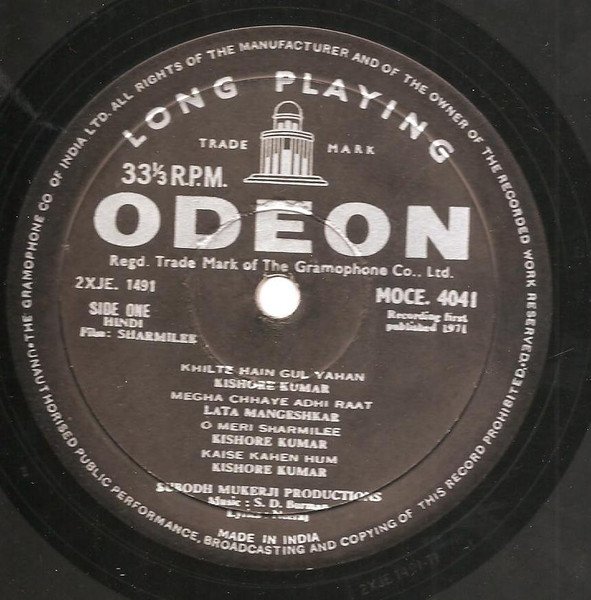 THE GRAMOPHONE CO OF INDIA LTD. ALL RIGHTS OF THE MANUFACTURER AND OF THE OWNER OF THE RECORDED WORK RESERVED.
UNAUTHORISED PUBLIC PERFORMANCE, BROADCASTING AND COPYING OF THIS RECORD PROHIBITED.
LONG PLAYING
TRADE MARK
33⅓ R.P.M.
ODEON
Regd. Trade Mark of The Gramophone Co., Ltd.
2XJE. 1491
MOCE. 4041
SIDE ONE
Recording first
HINDI
published 1971
Film: SHARMILEE
KHILTE HAIN GUL YAHAN
KISHORE KUMAR
MEGHA CHHAYE ADHI RAAT
LATA MANGESHKAR
O MERI SHARMILEE
KISHORE KUMAR
KAISE KAHEN HUM
KISHORE KUMAR
SUBODH MUKERJI PRODUCTIONS
Music : S. D. Burman
Lyrics : Neeraj
MADE IN INDIA